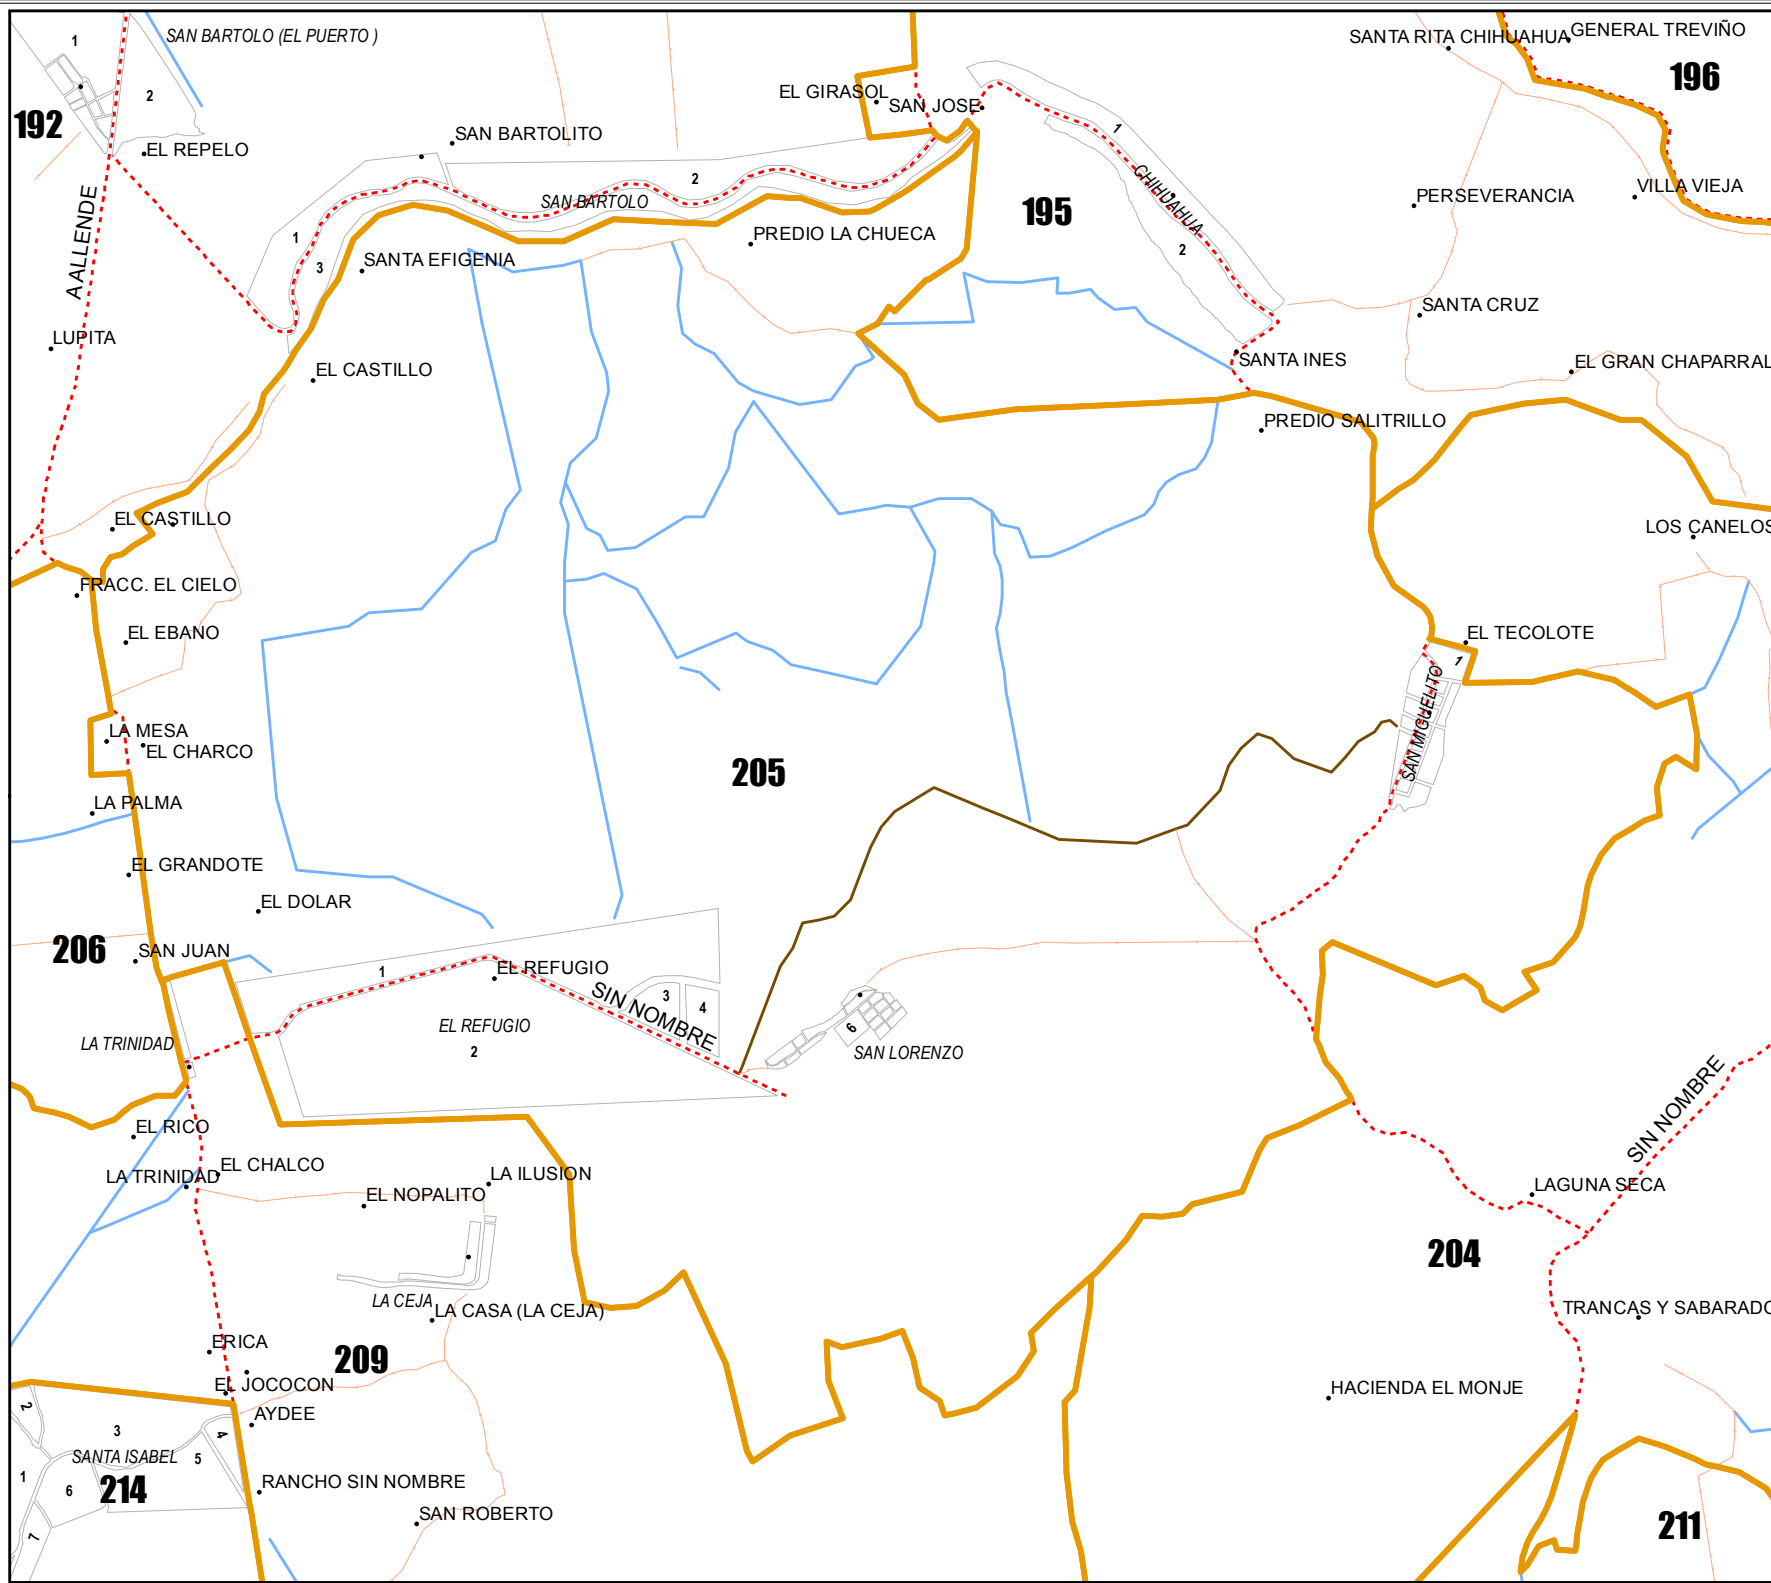 SAN BARTOLO (EL PUERTO )
1
2
192
EL REPELO
A ALLENDE
LUPITA
SANTA RITA CHIHUAHUA
GENERAL TREVIÑO
196
EL GIRASOL
SAN JOSE
SAN BARTOLITO
1
CHIHUAHUA
2
2
SAN BARTOLO
1
3
195
PERSEVERANCIA
VILLA VIEJA
PREDIO LA CHUECA
SANTA EFIGENIA
SANTA CRUZ
SANTA INES
EL GRAN CHAPARRAL
EL CASTILLO
PREDIO SALITRILLO
EL CASTILLO
LOS CANELOS
FRACC. EL CIELO
EL EBANO
EL TECOLOTE
1
SAN MIGUELITO
LA MESA
EL CHARCO
205
LA PALMA
EL GRANDOTE
EL DOLAR
206
SAN JUAN
1
EL REFUGIO
SIN NOMBRE
3
4
EL REFUGIO
2
6
SAN LORENZO
LA TRINIDAD
EL RICO
SIN NOMBRE
LA TRINIDAD
EL CHALCO
EL NOPALITO
LA ILUSION
LAGUNA SECA
204
LA CEJA
LA CASA (LA CEJA)
TRANCAS Y SABARADO
ERICA
209
EL JOCOCON
HACIENDA EL MONJE
AYDEE
2
3
4
SANTA ISABEL
5
1
6
214
7
RANCHO SIN NOMBRE
SAN ROBERTO
211